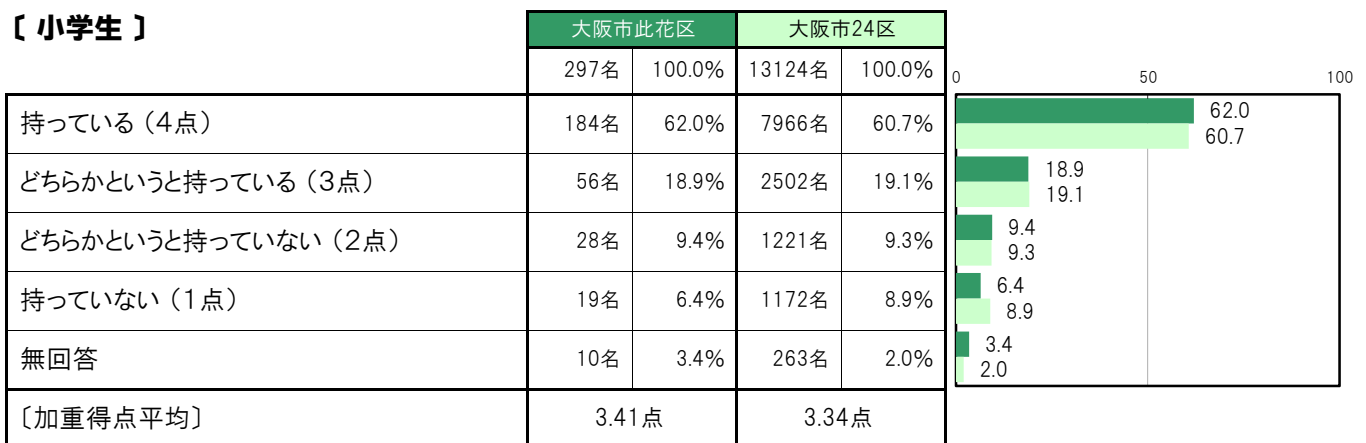 〔 小学生 〕
大阪市此花区 大阪市24区
297名 100.0% 13124名 100.0%
0 50 100
持っている （4点） 184名 62.0% 7966名 60.7%
62.0
60.7
どちらかというと持っている （3点） 56名 18.9% 2502名 19.1%
18.9
19.1
どちらかというと持っていない （2点） 28名 9.4% 1221名 9.3%
9.4
9.3
持っていない （1点） 19名 6.4% 1172名 8.9%
6.4
8.9
無回答 10名 3.4% 263名 2.0%
3.4
2.0
〔加重得点平均〕 3.41点 3.34点